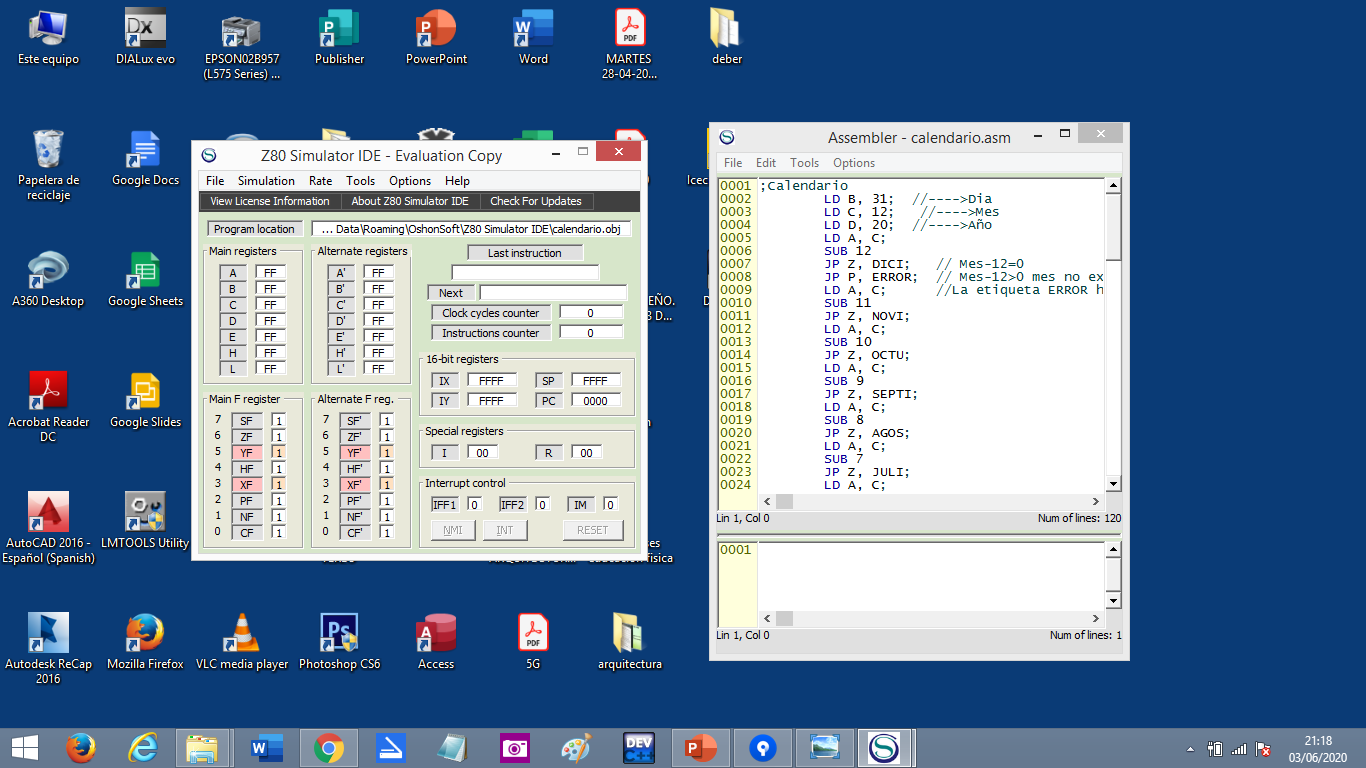 Este equipo
DIALux evo
EPSON02B957
(L575 Series) ...
Publisher
PowerPoint
Word
MARTES
28-04-20...
deber
Papelera de
reciclaje
Google Docs
A360 Desktop
Google Sheets
Acrobat Reader
DC
Google Slides
AutoCAD 2016 -
Español (Spanish)
LMTOOLS Utility
Autodesk ReCap
2016
Mozilla Firefox
VLC media player
Photoshop CS6
Access
5G
arquitectura
Z80 Simulator IDE - Evaluation Copy
File Simulation Rate Tools Options Help
View License Information About Z80 Simulator IDE Check For Updates
Program location ... Data\Roaming\OshonSoft\Z80 Simulator IDE\calendario.obj
Main registers
A FF
B FF
C FF
D FF
E FF
H FF
L FF
Alternate registers
A' FF
B' FF
C' FF
D' FF
E' FF
H' FF
L' FF
Last instruction
Next
Clock cycles counter 0
Instructions counter 0
16-bit registers
IX FFFF SP FFFF
IY FFFF PC 0000
Main F register
7 SF 1
6 ZF 1
5 YF 1
4 HF 1
3 XF 1
2 PF 1
1 NF 1
0 CF 1
Alternate F reg.
7 SF' 1
6 ZF' 1
5 YF' 1
4 HF' 1
3 XF' 1
2 PF' 1
1 NF' 1
0 CF' 1
Special registers
I 00 R 00
Interrupt control
IFF1 0 IFF2 0 IM 0
NMI INT RESET
Assembler - calendario.asm
File Edit Tools Options
0001 ;Calendario
0002 LD B, 31; //---->Dia
0003 LD C, 12; //---->Mes
0004 LD D, 20; //---->Año
0005 LD A, C;
0006 SUB 12
0007 JP Z, DICI; // Mes-12=0
0008 JP P, ERROR; // Mes-12>0 mes no ex
0009 LD A, C; //La etiqueta ERROR h
0010 SUB 11
0011 JP Z, NOVI;
0012 LD A, C;
0013 SUB 10
0014 JP Z, OCTU;
0015 LD A, C;
0016 SUB 9
0017 JP Z, SEPTI;
0018 LD A, C;
0019 SUB 8
0020 JP Z, AGOS;
0021 LD A, C;
0022 SUB 7
0023 JP Z, JULI;
0024 LD A, C;
Lin 1, Col 0 Num of lines: 120
0001
Lin 1, Col 0 Num of lines: 1
21:18
03/06/2020